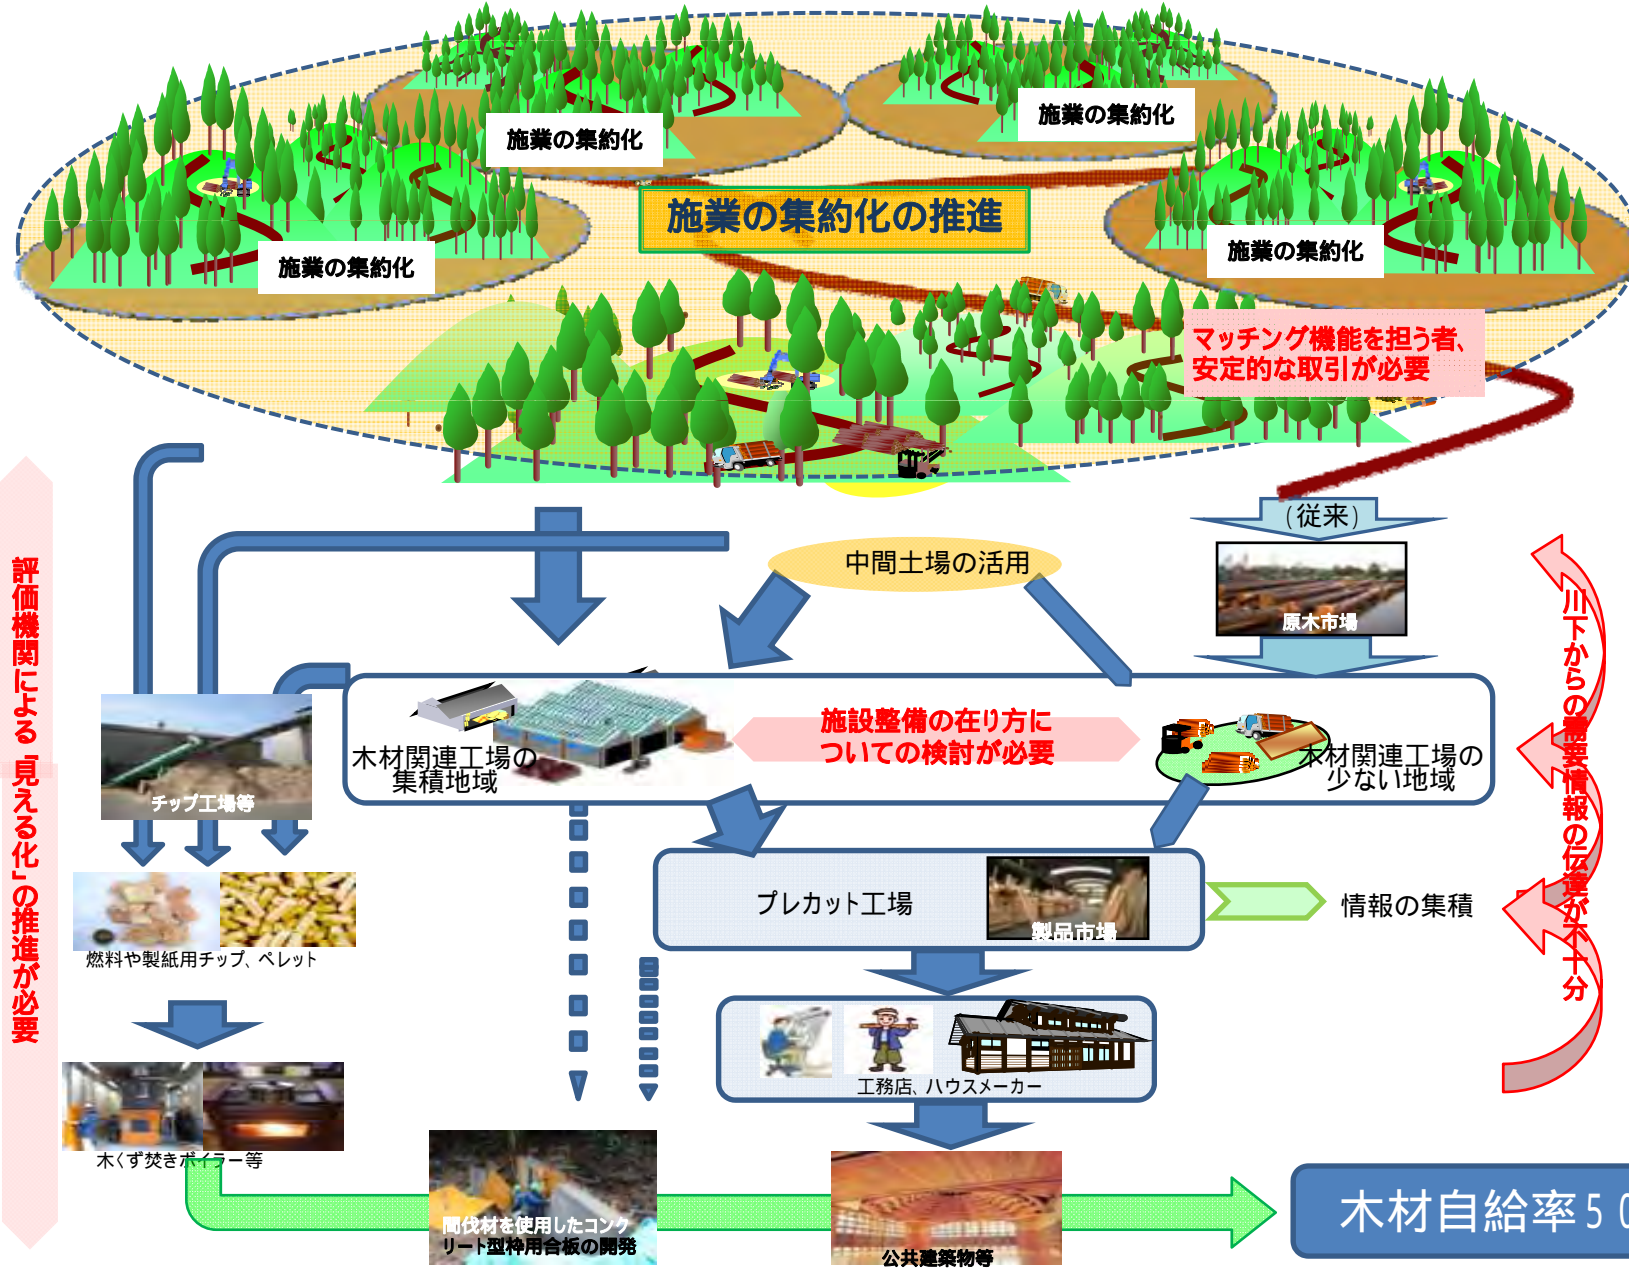 施業の集約化
施業の集約化
施業の集約化の推進
施業の集約化
施業の集約化
マッチング機能を担う者、
安定的な取引が必要
(従来)
中間土場の活用
原木市場
評価機関による「見える化」の推進が必要
川下からの需要情報の伝達が不十分
施設整備の在り方に
ついての検討が必要
木材関連工場の
集積地域
木材関連工場の
少ない地域
チップ工場等
プレカット工場
製品市場
情報の集積
燃料や製紙用チップ、ペレット
工務店、ハウスメーカー
木くず焚きボイラー等
間伐材を使用したコンク
リート型枠用合板の開発
公共建築物等
木材自給率50